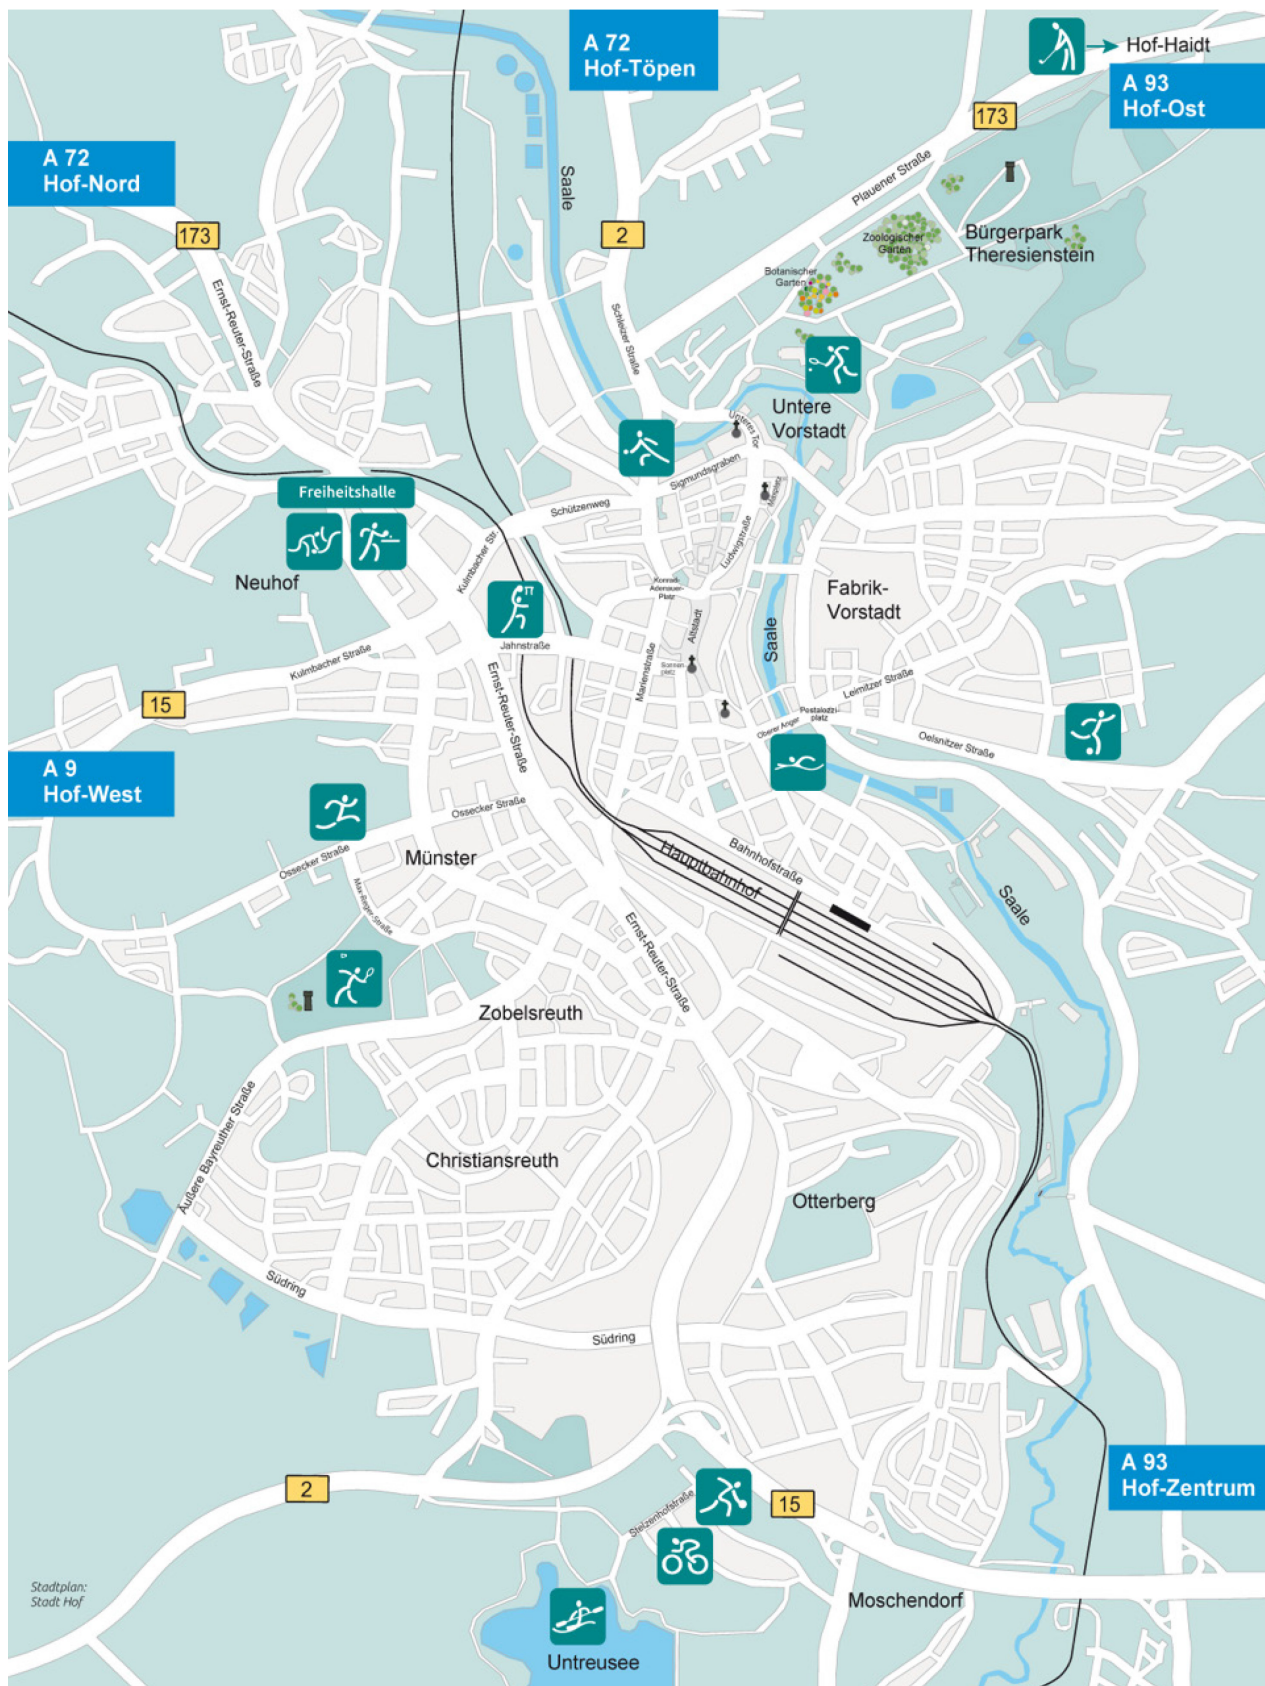 A 72
Hof-Töpen
Hof-Haidt
A 93
Hof-Ost
173
A 72
Hof-Nord
173
Saale
2
Plauener Straße
Zoologischer
Garten
Bürgerpark
Theresienstein
Botanischer
Garten
Ernst-Reuter-Straße
Schleizer Straße
Untere
Vorstadt
Unteres Tor
Sigmundsgraben
Freiheitshalle
Schützenweg
Ludwigstraße
Kulmbacher Str.
Neuhof
Konrad-
Adenauer-
Platz
Fabrik-
Vorstadt
Altstadt
Saale
Jahnstraße
Kulmbacher Straße
Marienstraße
Sonnen-
platz
Leimitzer Straße
15
Ernst-Reuter-Straße
Pestalozzi-
platz
Oberer Anger
Oelsnitzer Straße
A 9
Hof-West
Ossecker Straße
Ossecker Straße
Münster
Bahnhofstraße
Hauptbahnhof
Max-Reger-Straße
Saale
Ernst-Reuter-Straße
Zobelsreuth
Äußere Bayreuther Straße
Christiansreuth
Otterberg
Südring
Südring
A 93
Hof-Zentrum
2
15
Stelzenhofstraße
Stadtplan:
Stadt Hof
Moschendorf
Untreusee